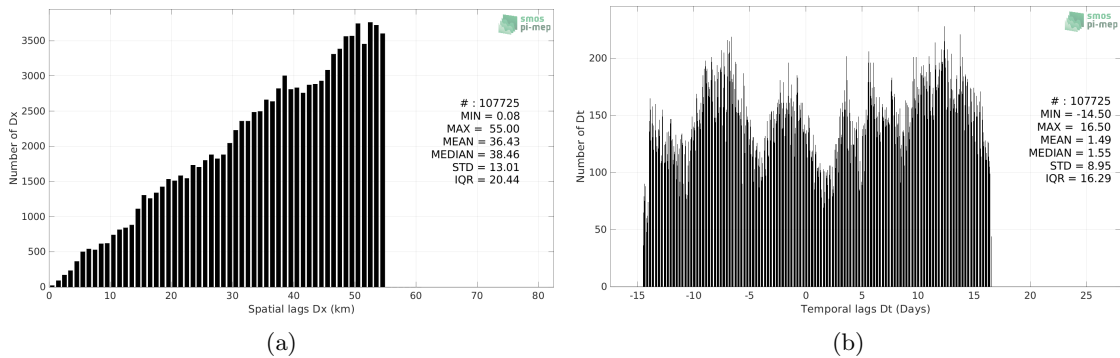 smos
pi-mep
3500
3000
2500
2000
1500
1000
500
0
Number of Dx
# : 107725
MIN = 0.08
MAX = 55.00
MEAN = 36.43
MEDIAN = 38.46
STD = 13.01
IQR = 20.44
0 10 20 30 40 50 60 70 80
Spatial lags Dx (km)
(a)
smos
pi-mep
200
150
100
50
0
Number of Dt
# : 107725
MIN = -14.50
MAX = 16.50
MEAN = 1.49
MEDIAN = 1.55
STD = 8.95
IQR = 16.29
-15 -10 -5 0 5 10 15 20 25
Temporal lags Dt (Days)
(b)